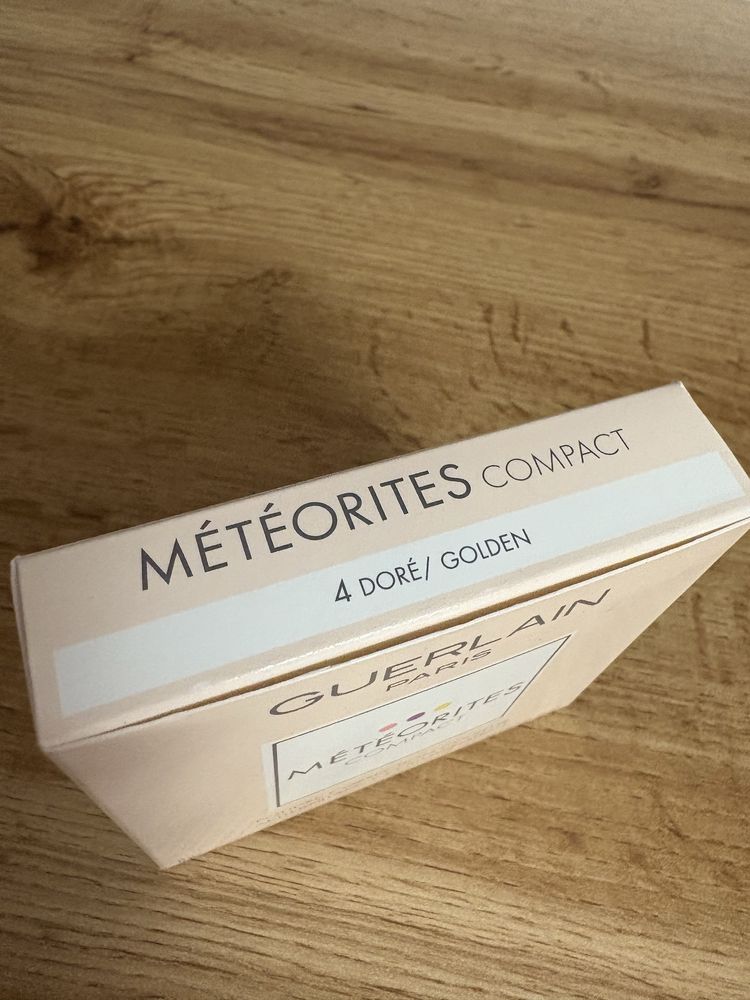 MÉTÉORITES COMPACT
4 DORÉ/ GOLDEN
GUERLAIN
PARIS
MÉTÉORITES
COMPACT